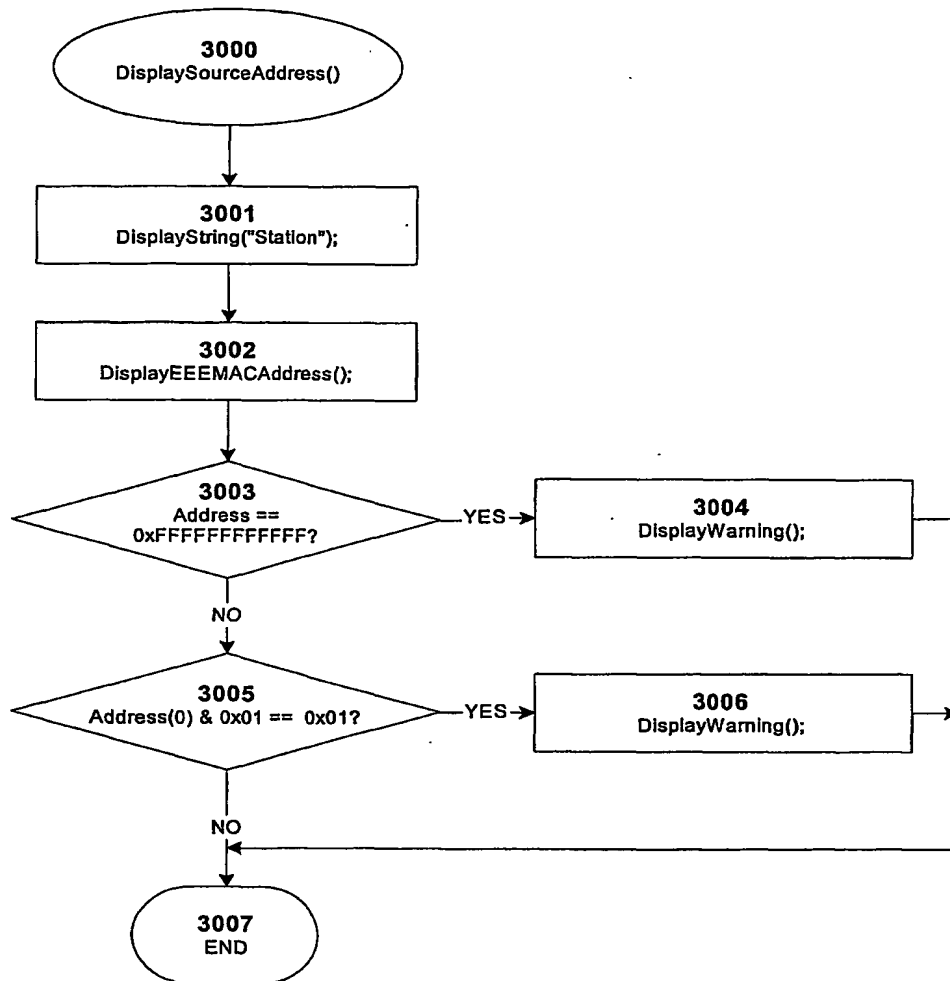 3000
DisplaySourceAddress()
3001
DisplayString("Station");
3002
DisplayEEEMACAddress();
3003
Address ==
0xFFFFFFFFFFFF?
YES
3004
DisplayWarning();
NO
3005
Address(0) & 0x01 == 0x01?
YES
3006
DisplayWarning();
NO
3007
END